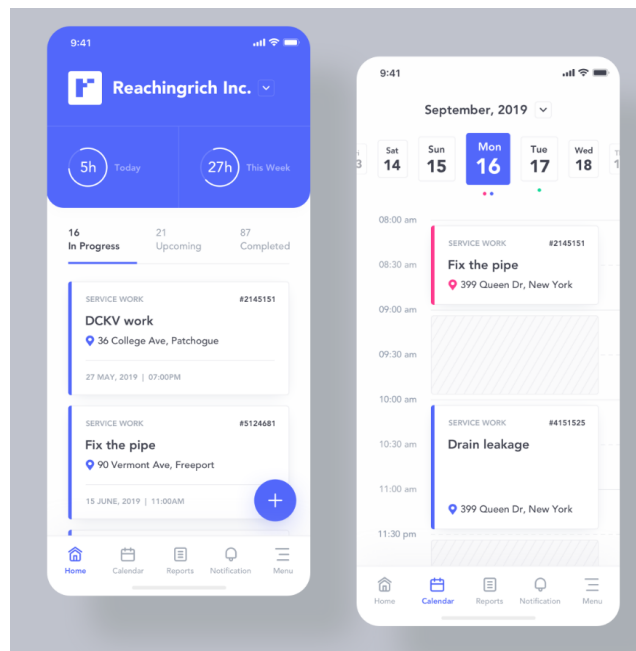 9:41
Reachingrich Inc.
5h Today
27h This Week
16
In Progress
21
Upcoming
87
Completed
SERVICE WORK #2145151
DCKV work
36 College Ave, Patchogue
27 MAY, 2019 | 07:00PM
SERVICE WORK #5124681
Fix the pipe
90 Vermont Ave, Freeport
15 JUNE, 2019 | 11:00AM
+
Home Calendar Reports Notification Menu
9:41
September, 2019
Sat
14
Sun
15
Mon
16
Tue
17
Wed
18
08:00 am
SERVICE WORK #2145151
08:30 am
Fix the pipe
399 Queen Dr, New York
09:00 am
09:30 am
10:00 am
SERVICE WORK #4151525
10:30 am
Drain leakage
11:00 am
399 Queen Dr, New York
11:30 pm
Home Calendar Reports Notification Menu